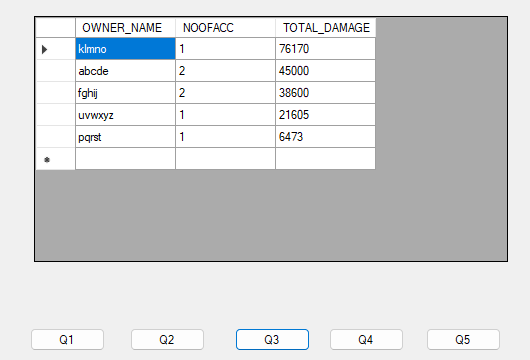 OWNER_NAME NOOFACC TOTAL_DAMAGE
klmno 1 76170
abcde 2 45000
fghij 2 38600
uvwxyz 1 21605
pqrst 1 6473
Q1 Q2 Q3 Q4 Q5